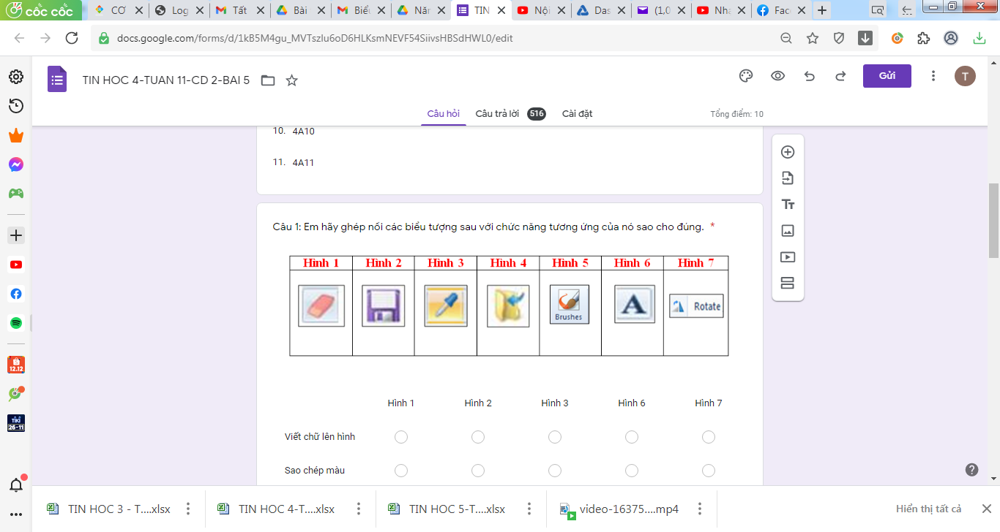 cốc cốc
CƠ
Log
Tất
Bài
Biểu
Năm
TIN
Nội
Das
(1,0
Nhạ
Face
docs.google.com/forms/d/1kB5M4gu_MVTszlu6oD6HLKsmNEVF54SiivsHBSdHWL0/edit
TIN HOC 4-TUAN 11-CD 2-BAI 5
Gửi
T
Câu hỏi
Câu trả lời 516
Cài đặt
Tổng điểm: 10
10. 4A10
11. 4A11
Câu 1: Em hãy ghép nối các biểu tượng sau với chức năng tương ứng của nó sao cho đúng. *
Hình 1 Hình 2 Hình 3 Hình 4 Hình 5 Hình 6 Hình 7
A
Brushes
Rotate
Hình 1 Hình 2 Hình 3 Hình 6 Hình 7
Viết chữ lên hình
Sao chép màu
Tr
12.12
TIKI
26-11
TIN HOC 3 - T....xlsx
TIN HOC 4-T....xlsx
TIN HOC 5-T....xlsx
video-16375....mp4
Hiển thị tất cả